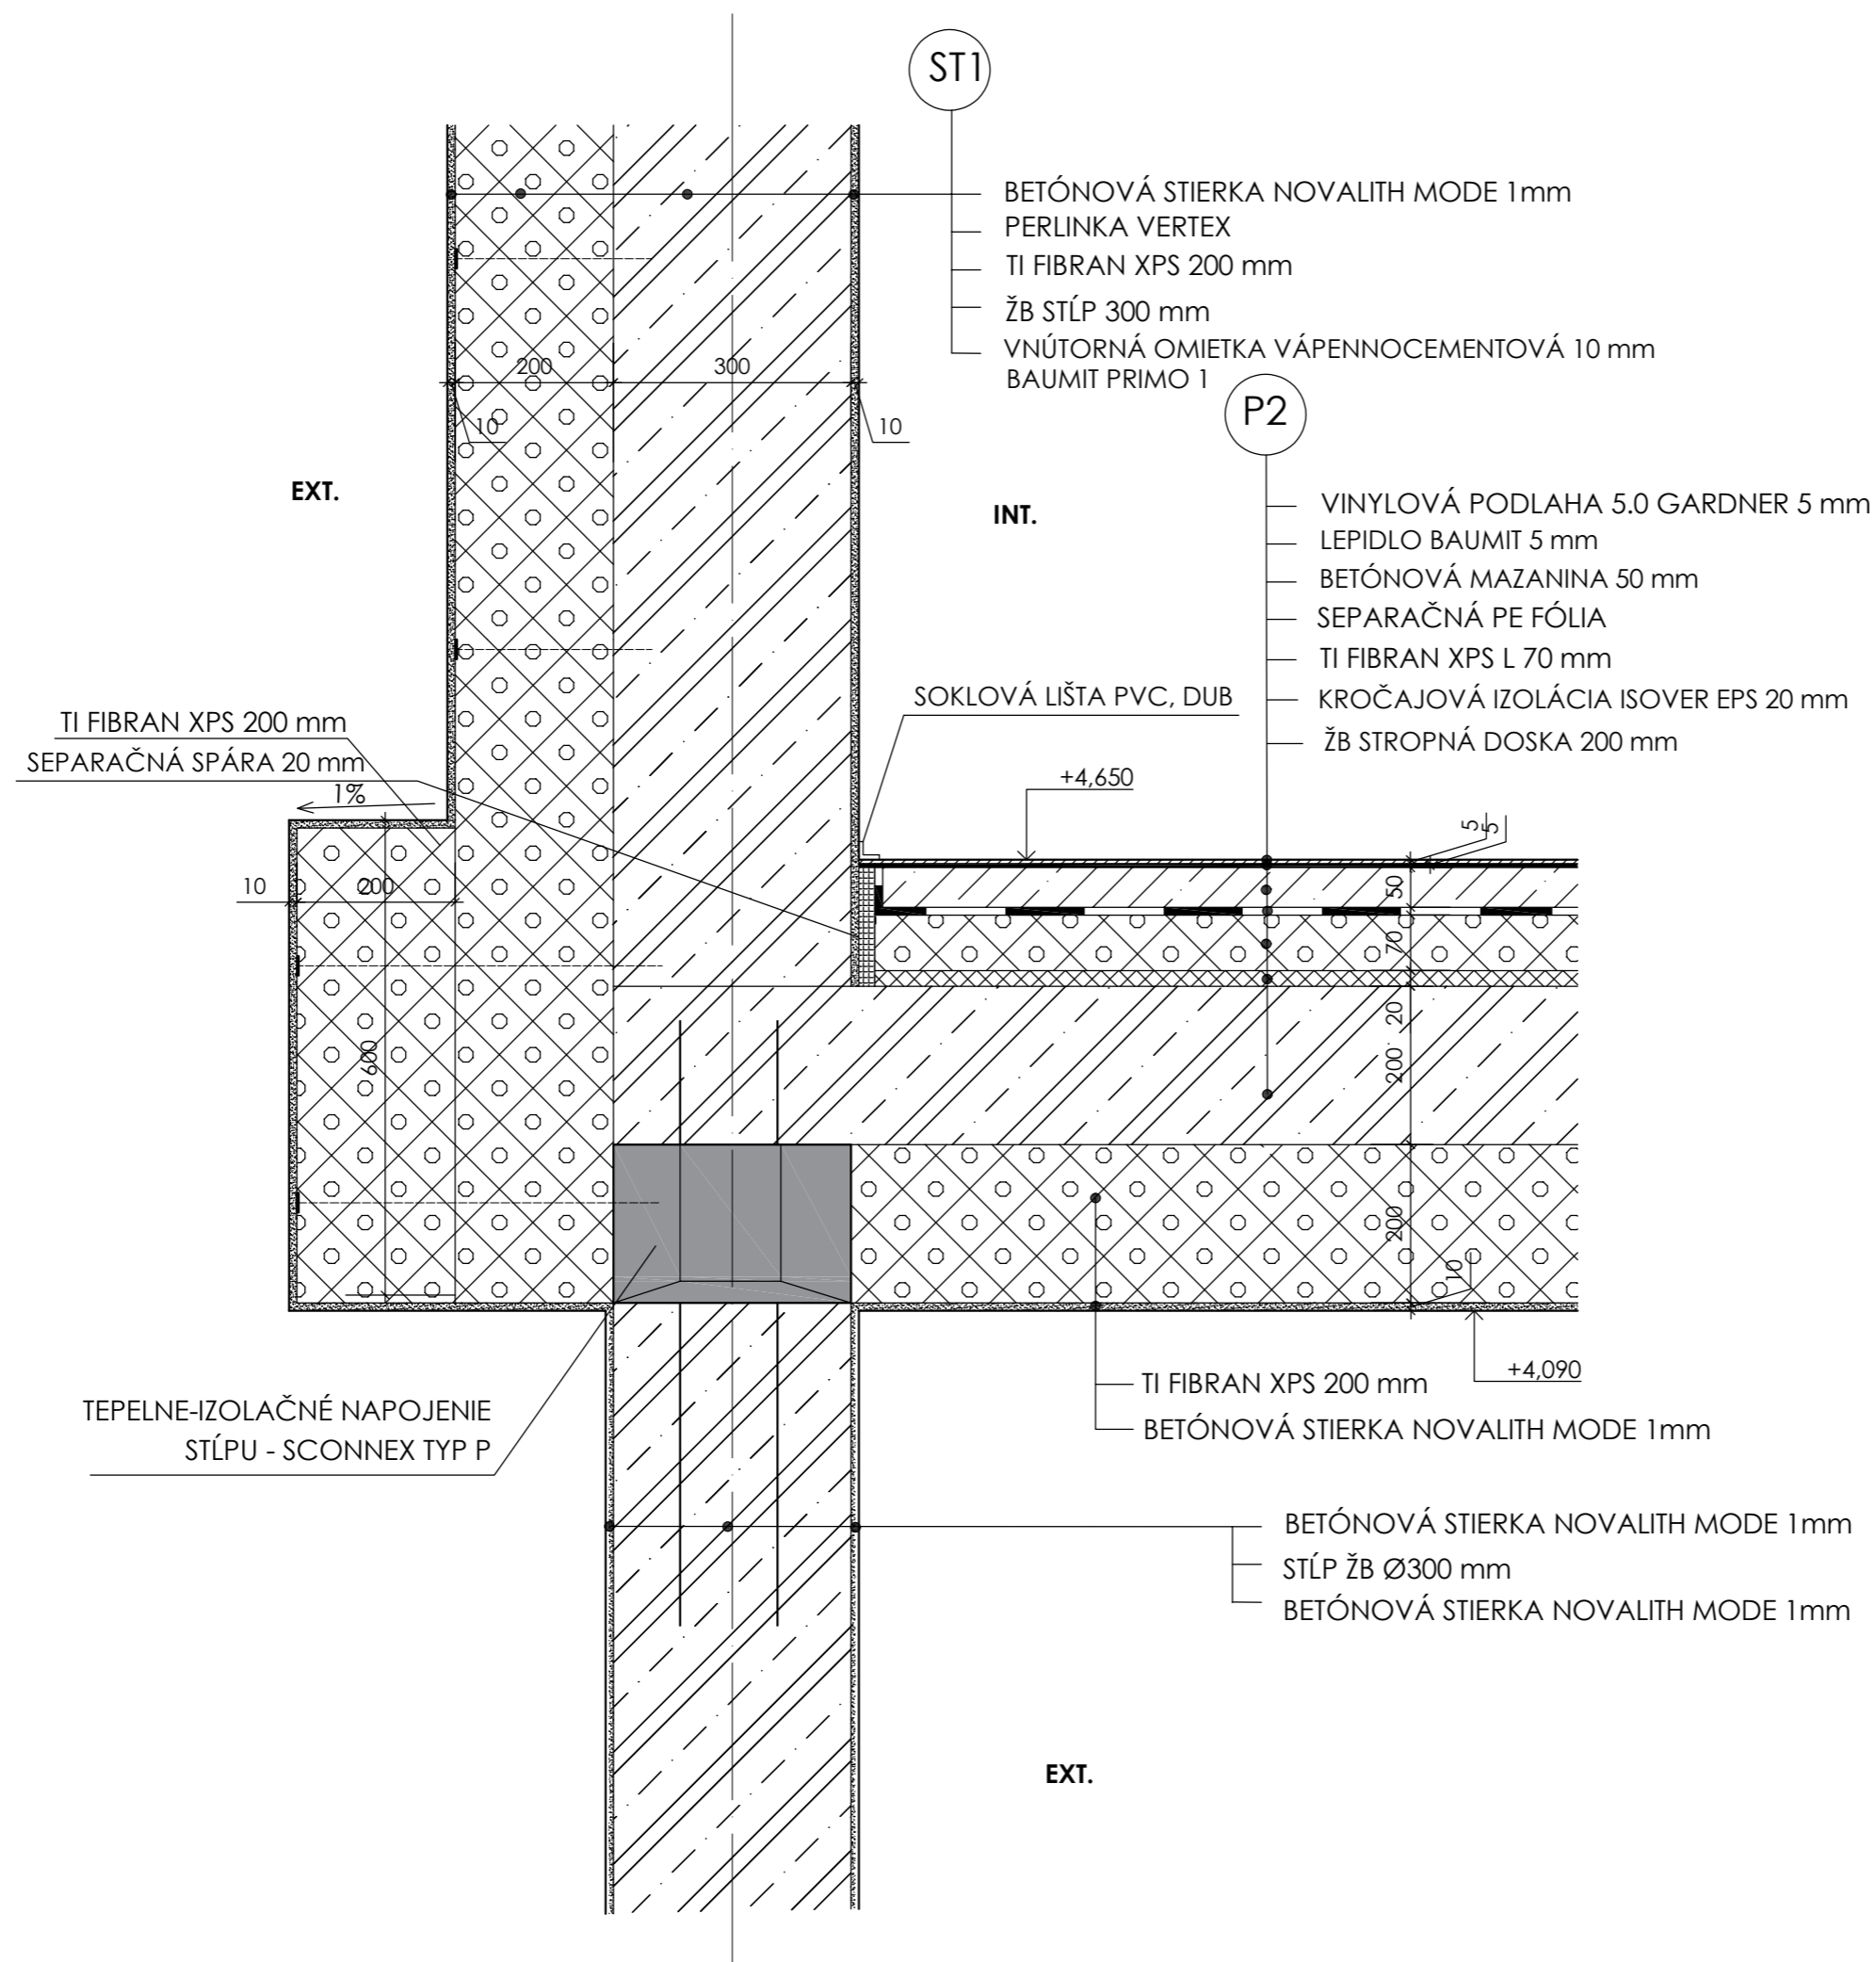 ST1
BETÓNOVÁ STIERKA NOVALITH MODE 1mm
PERLINKA VERTEX
TI FIBRAN XPS 200 mm
ŽB STĹP 300 mm
VNÚTORNÁ OMIETKA VÁPENNOCEMENTOVÁ 10 mm
BAUMIT PRIMO 1
200
300
10
10
P2
EXT.
INT.
VINYLOVÁ PODLAHA 5.0 GARDNER 5 mm
LEPIDLO BAUMIT 5 mm
BETÓNOVÁ MAZANINA 50 mm
SEPARAČNÁ PE FÓLIA
TI FIBRAN XPS L 70 mm
KROČAJOVÁ IZOLÁCIA ISOVER EPS 20 mm
ŽB STROPNÁ DOSKA 200 mm
SOKLOVÁ LIŠTA PVC, DUB
TI FIBRAN XPS 200 mm
SEPARAČNÁ SPÁRA 20 mm
1%
+4,650
5
5
10
200
50
70
20
200
600
200
10
+4,090
TI FIBRAN XPS 200 mm
BETÓNOVÁ STIERKA NOVALITH MODE 1mm
TEPELNE-IZOLAČNÉ NAPOJENIE
STĹPU - SCONNEX TYP P
BETÓNOVÁ STIERKA NOVALITH MODE 1mm
STĹP ŽB Ø300 mm
BETÓNOVÁ STIERKA NOVALITH MODE 1mm
EXT.